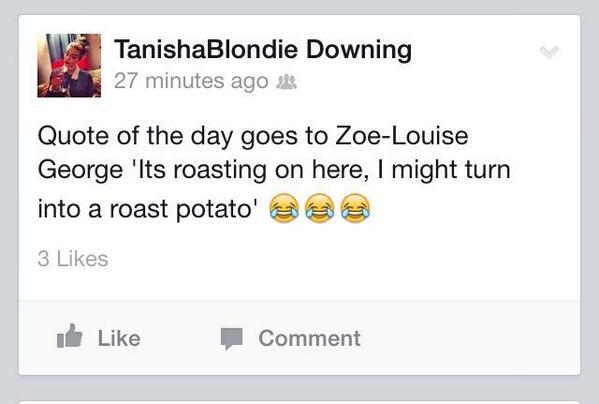 TanishaBlondie Downing
27 minutes ago
Quote of the day goes to Zoe-Louise
George 'Its roasting on here, I might turn
into a roast potato' 😂😂😂
3 Likes
Like Comment